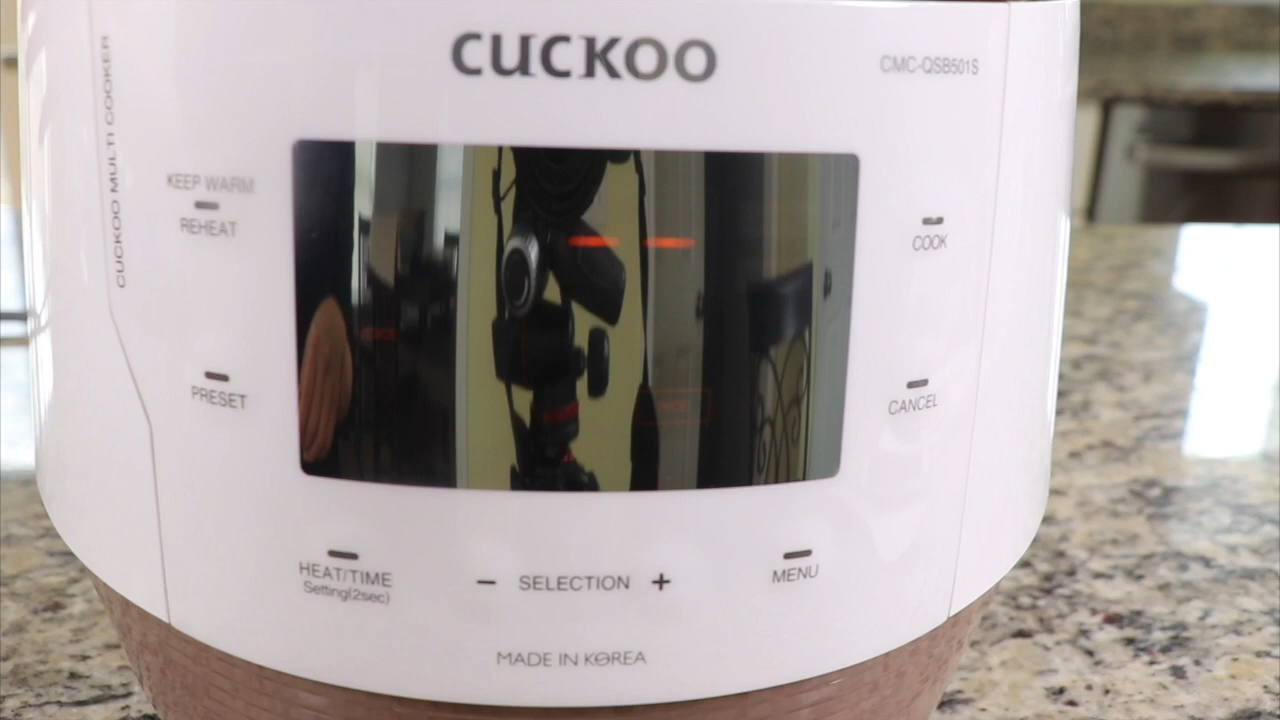 CUCKOO
CMC-QSB501S
CUCKOO MULTI COOKER
KEEP WARM
REHEAT
COOK
PRESET
CANCEL
HEAT/TIME
Setting(2sec)
− SELECTION +
MENU
MADE IN KOREA